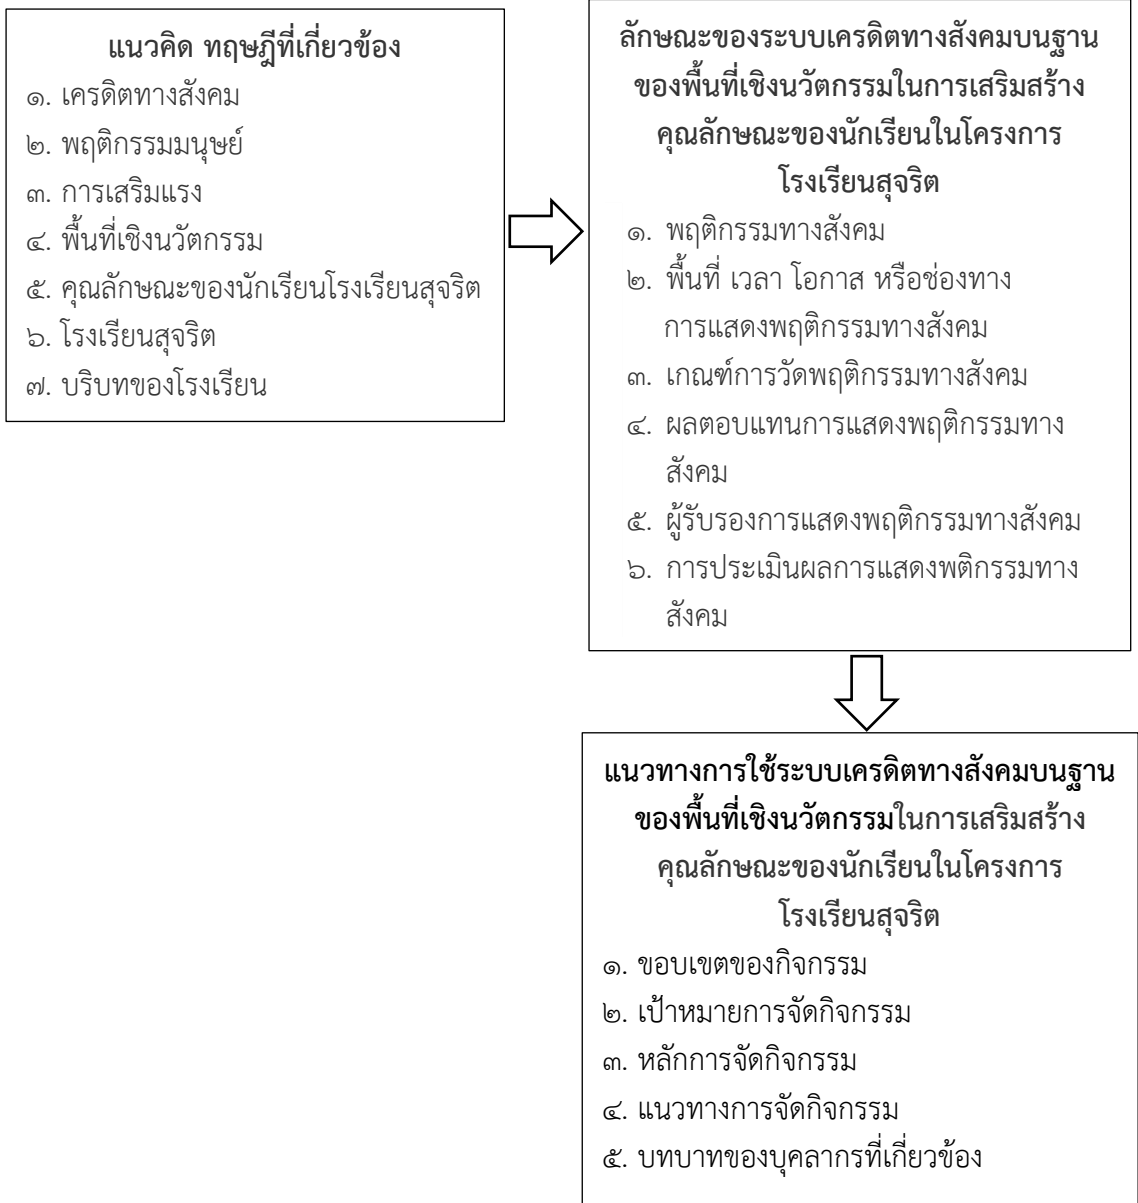 แนวคิด ทฤษฎีที่เกี่ยวข้อง
๑. เครดิตทางสังคม
๒. พฤติกรรมมนุษย์
๓. การเสริมแรง
๔. พื้นที่เชิงนวัตกรรม
๕. คุณลักษณะของนักเรียนโรงเรียนสุจริต
๖. โรงเรียนสุจริต
๗. บริบทของโรงเรียน
ลักษณะของระบบเครดิตทางสังคมบนฐาน
ของพื้นที่เชิงนวัตกรรมในการเสริมสร้าง
คุณลักษณะของนักเรียนในโครงการ
โรงเรียนสุจริต
๑. พฤติกรรมทางสังคม
๒. พื้นที่ เวลา โอกาส หรือช่องทาง
การแสดงพฤติกรรมทางสังคม
๓. เกณฑ์การวัดพฤติกรรมทางสังคม
๔. ผลตอบแทนการแสดงพฤติกรรมทาง
สังคม
๕. ผู้รับรองการแสดงพฤติกรรมทางสังคม
๖. การประเมินผลการแสดงพติกรรมทาง
สังคม
แนวทางการใช้ระบบเครดิตทางสังคมบนฐาน
ของพื้นที่เชิงนวัตกรรมในการเสริมสร้าง
คุณลักษณะของนักเรียนในโครงการ
โรงเรียนสุจริต
๑. ขอบเขตของกิจกรรม
๒. เป้าหมายการจัดกิจกรรม
๓. หลักการจัดกิจกรรม
๔. แนวทางการจัดกิจกรรม
๕. บทบาทของบุคลากรที่เกี่ยวข้อง